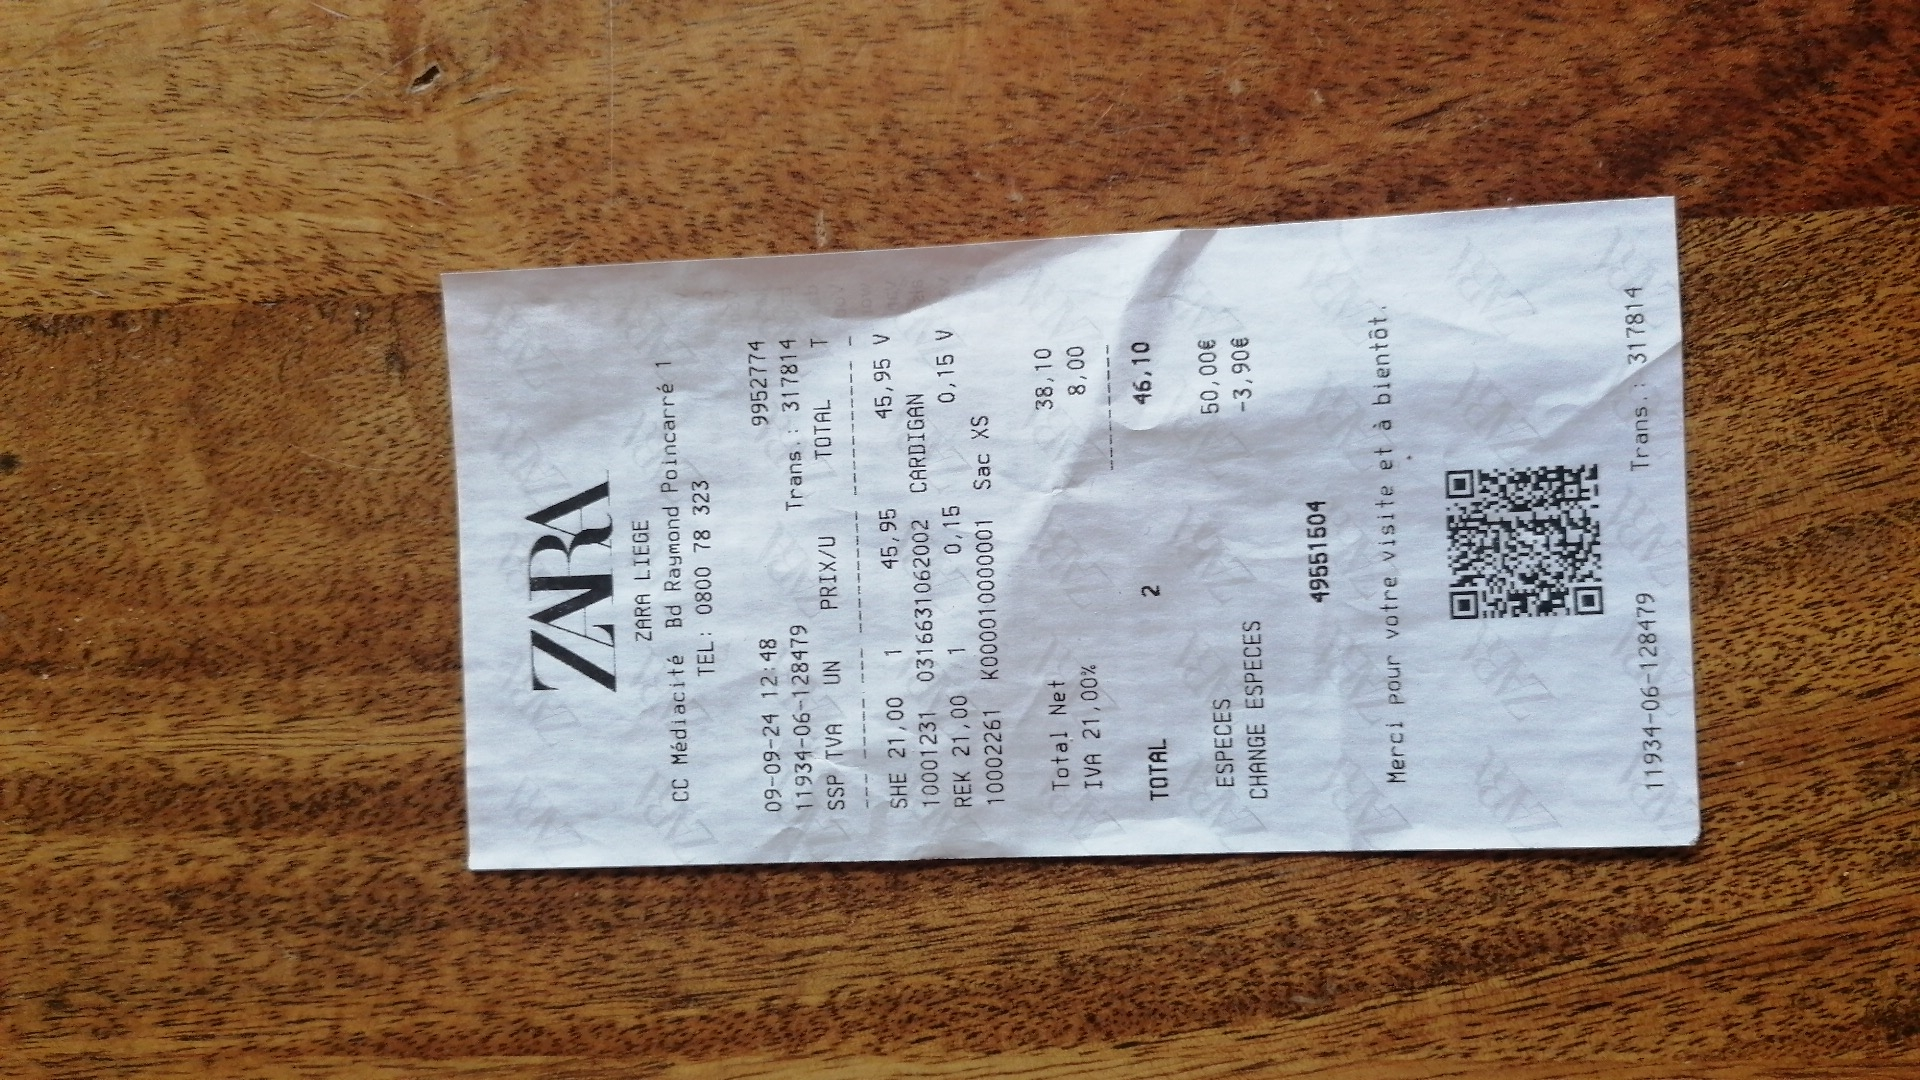 ZARA
ZARA LIEGE
CC Médiacité Bd Raymond Poincarré 1
TEL: 0800 78 323
09-09-24 12:48 9952774
11934-06-128479 Trans.: 317814
SSP TVA UN PRIX/U TOTAL T
SHE 21,00 1 45,95 45,95 V
10001231 0316631062002 CARDIGAN
REK 21,00 1 0,15 0,15 V
10002261 K000010000001 Sac XS
Total Net 38,10
IVA 21,00% 8,00
TOTAL 2 46,10
ESPECES 50,00€
CHANGE ESPECES -3,90€
49551504
Merci pour votre visite et à bientôt.
11934-06-128479 Trans.: 317814